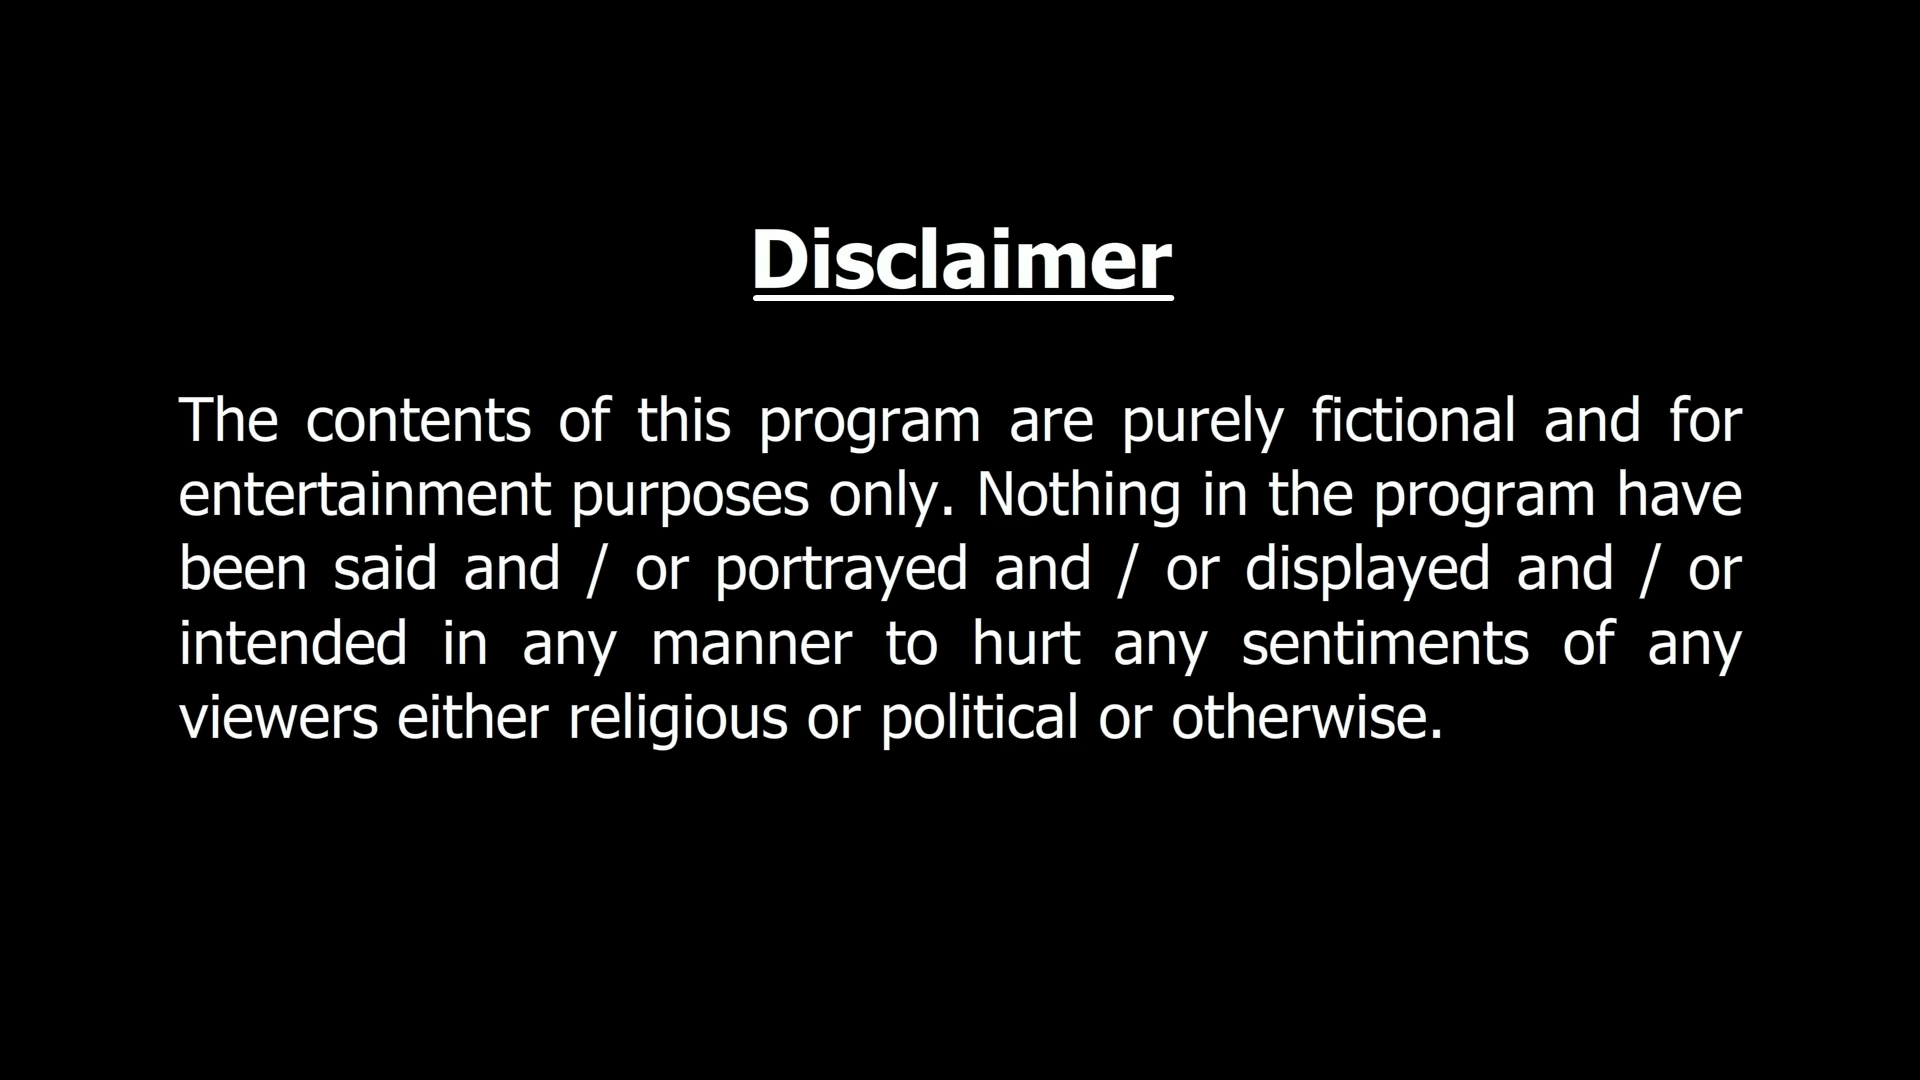 Disclaimer
The contents of this program are purely fictional and for
entertainment purposes only. Nothing in the program have
been said and / or portrayed and / or displayed and / or
intended in any manner to hurt any sentiments of any
viewers either religious or political or otherwise.